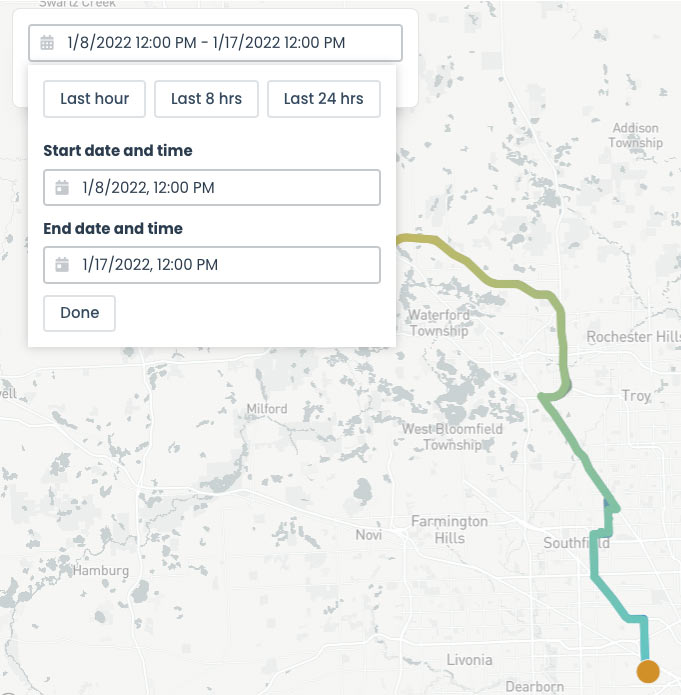 Swartz Creek
1/8/2022 12:00 PM - 1/17/2022 12:00 PM
Last hour
Last 8 hrs
Last 24 hrs
Start date and time
1/8/2022, 12:00 PM
End date and time
1/17/2022, 12:00 PM
Done
Addison
Township
Waterford
Township
Rochester Hills
Troy
Milford
West Bloomfield
Township
Farmington
Hills
Novi
Southfield
Hamburg
Livonia
Dearborn